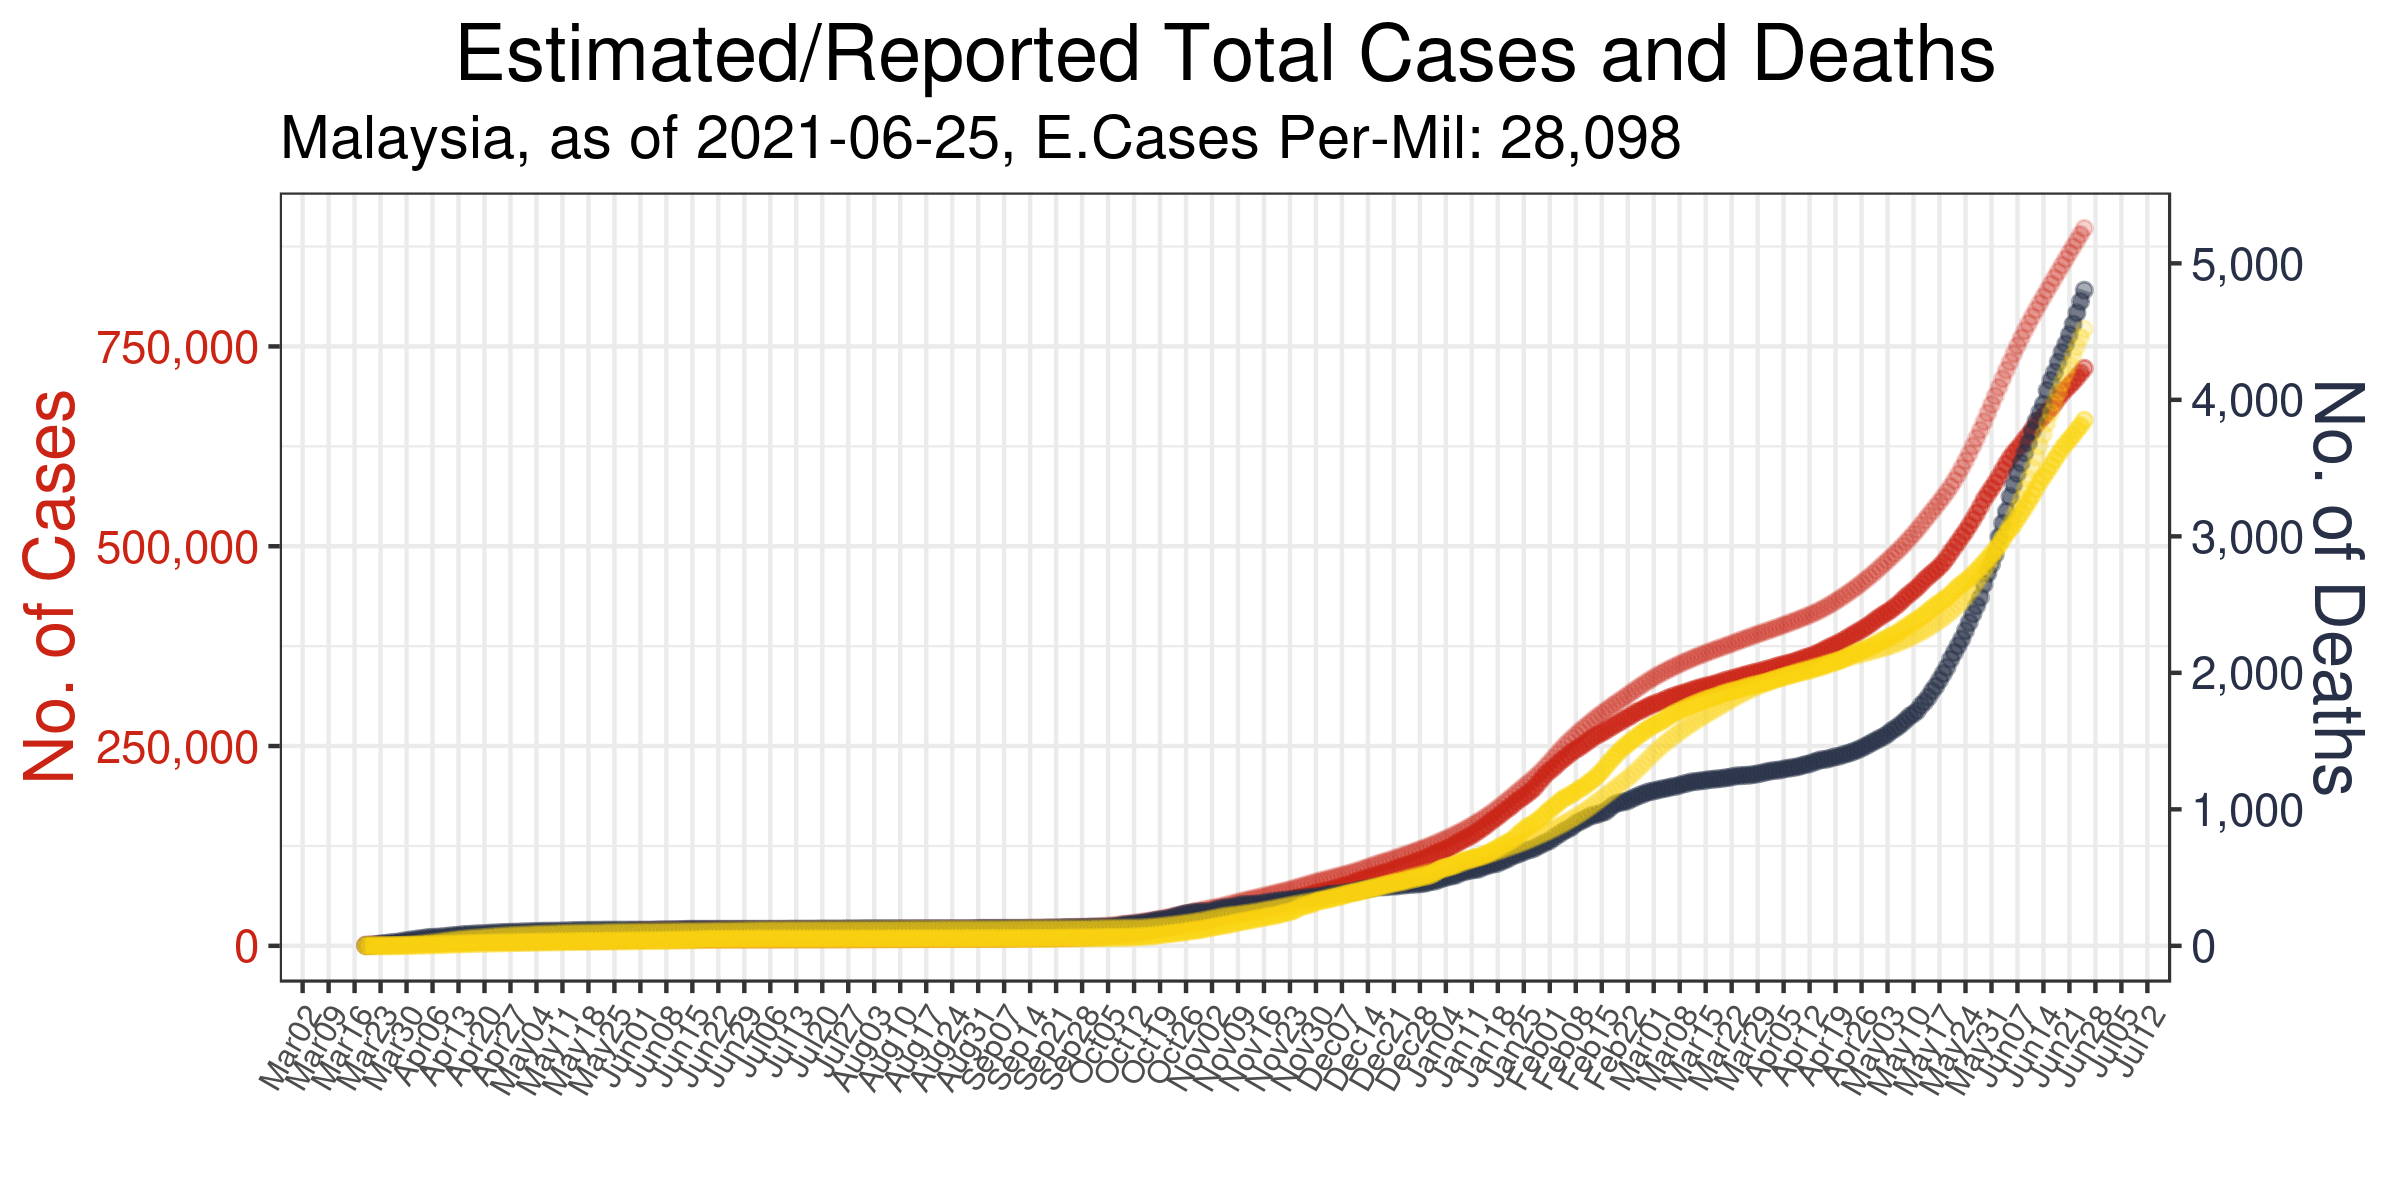 Estimated/Reported Total Cases and Deaths
Malaysia, as of 2021-06-25, E.Cases Per-Mil: 28,098
No. of Cases
750,000
500,000
250,000
0
5,000
4,000
3,000
2,000
1,000
0
No. of Deaths
Mar02
Mar09
Mar16
Mar23
Mar30
Apr06
Apr13
Apr20
Apr27
May04
May11
May18
May25
Jun01
Jun08
Jun15
Jun22
Jun29
Jul06
Jul13
Jul20
Jul27
Aug03
Aug10
Aug17
Aug24
Aug31
Sep07
Sep14
Sep21
Sep28
Oct05
Oct12
Oct19
Oct26
Nov02
Nov09
Nov16
Nov23
Nov30
Dec07
Dec14
Dec21
Dec28
Jan04
Jan11
Jan18
Jan25
Feb01
Feb08
Feb15
Feb22
Mar01
Mar08
Mar15
Mar22
Mar29
Apr05
Apr12
Apr19
Apr26
May03
May10
May17
May24
May31
Jun07
Jun14
Jun21
Jun28
Jul05
Jul12